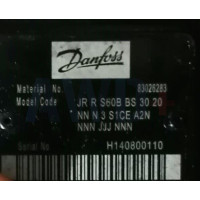 Danfoss
Material No. 83028283
Model Code JR R S60B BS 30 20
NN N 3 S1CE A2N
NNN JJJ NNN
Serial No H140800110